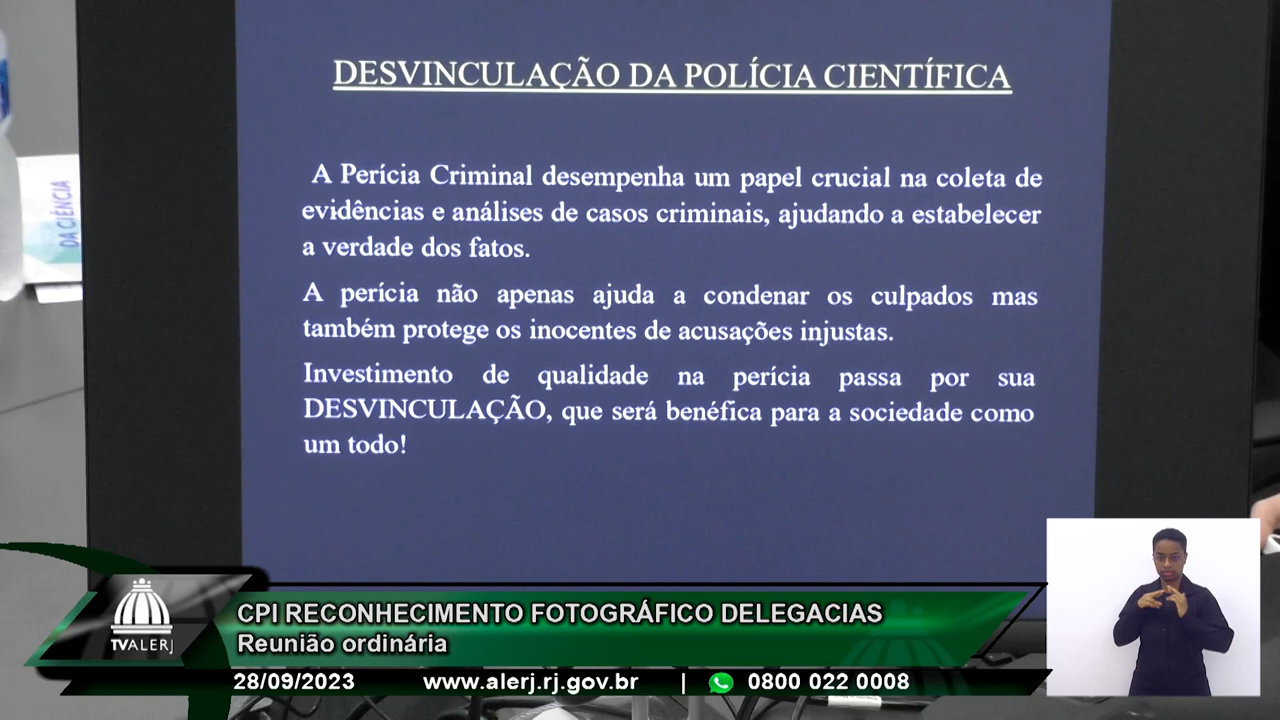 DESVINCULAÇÃO DA POLÍCIA CIENTÍFICA
A Perícia Criminal desempenha um papel crucial na coleta de
evidências e análises de casos criminais, ajudando a estabelecer
a verdade dos fatos.
A perícia não apenas ajuda a condenar os culpados mas
também protege os inocentes de acusações injustas.
Investimento de qualidade na perícia passa por sua
DESVINCULAÇÃO, que será benéfica para a sociedade como
um todo!
DA CIÊNCIA
TVALERJ
CPI RECONHECIMENTO FOTOGRÁFICO DELEGACIAS
Reunião ordinária
28/09/2023 www.alerj.rj.gov.br | 0800 022 0008